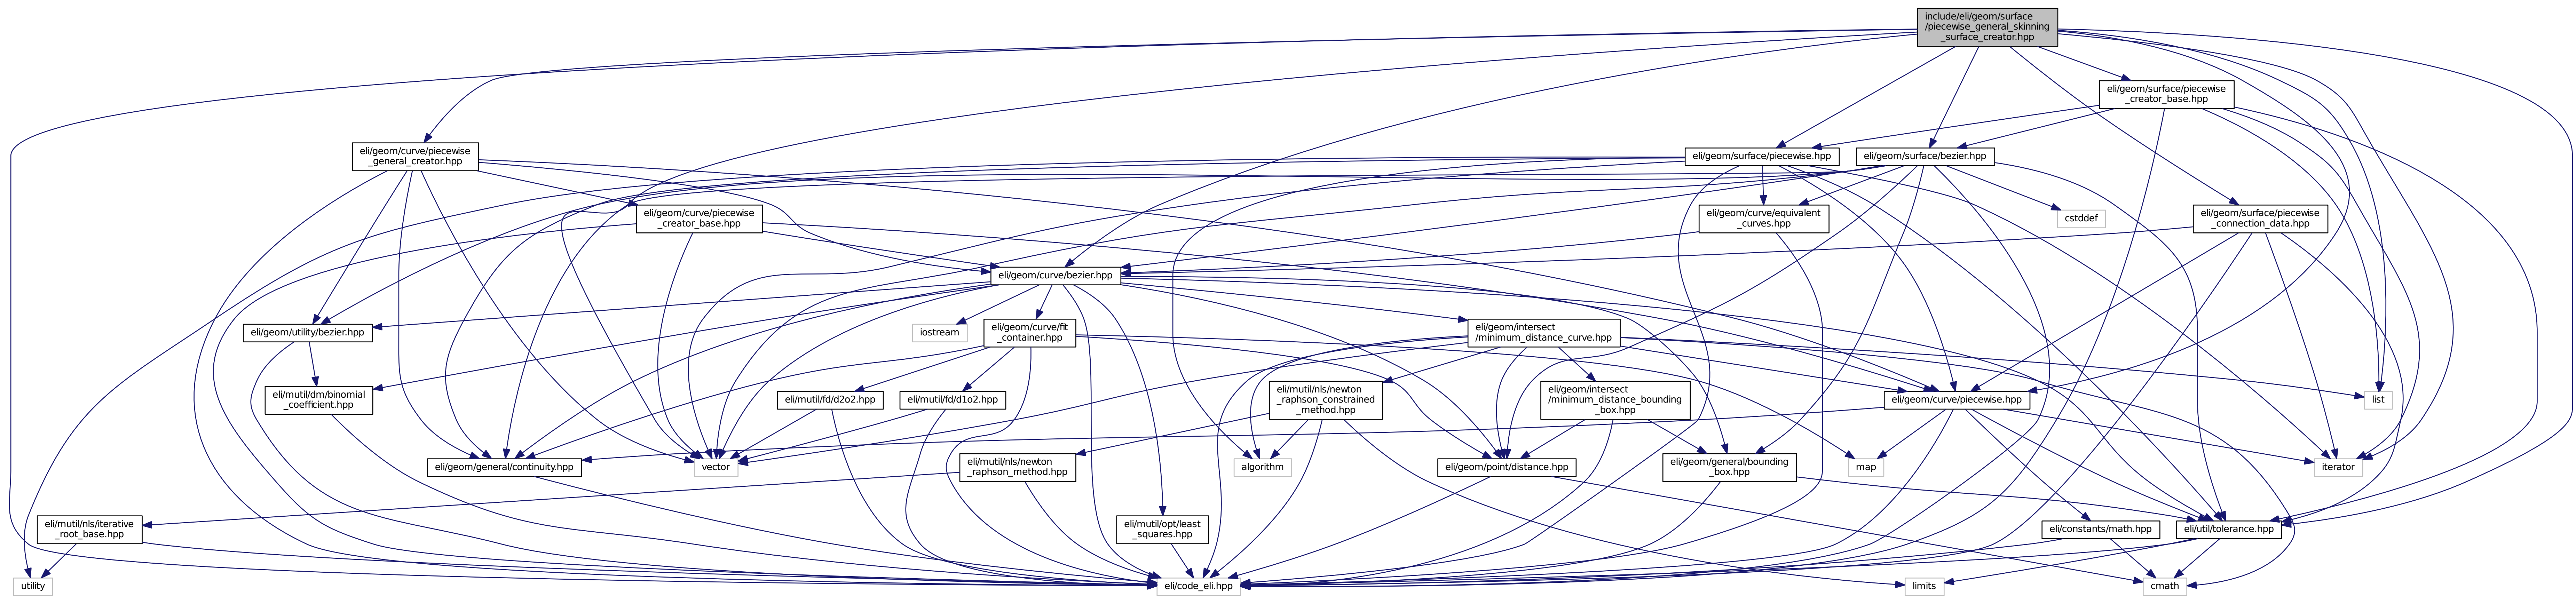 include/eli/geom/surface
/piecewise_general_skinning
_surface_creator.hpp
eli/geom/surface/piecewise
_creator_base.hpp
eli/geom/curve/piecewise
_general_creator.hpp
eli/geom/surface/piecewise.hpp
eli/geom/surface/bezier.hpp
eli/geom/curve/piecewise
_creator_base.hpp
eli/geom/curve/equivalent
_curves.hpp
cstddef
eli/geom/surface/piecewise
_connection_data.hpp
eli/geom/curve/bezier.hpp
eli/geom/utility/bezier.hpp
iostream
eli/geom/curve/fit
_container.hpp
eli/geom/intersect
/minimum_distance_curve.hpp
eli/mutil/dm/binomial
_coefficient.hpp
eli/mutil/fd/d2o2.hpp
eli/mutil/fd/d1o2.hpp
eli/mutil/nls/newton
_raphson_constrained
_method.hpp
eli/geom/intersect
/minimum_distance_bounding
_box.hpp
eli/geom/curve/piecewise.hpp
list
eli/geom/general/continuity.hpp
vector
eli/mutil/nls/newton
_raphson_method.hpp
algorithm
eli/geom/point/distance.hpp
eli/geom/general/bounding
_box.hpp
map
iterator
eli/mutil/nls/iterative
_root_base.hpp
eli/mutil/opt/least
_squares.hpp
eli/constants/math.hpp
eli/util/tolerance.hpp
utility
eli/code_eli.hpp
limits
cmath